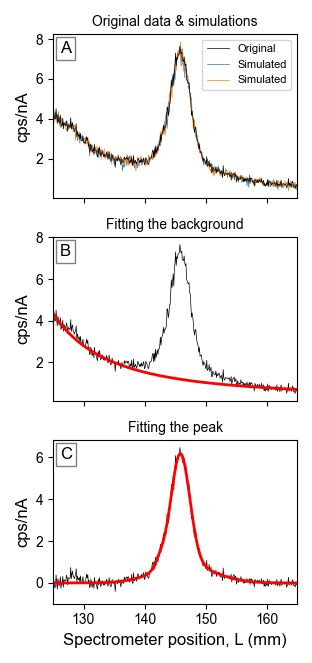 Original data & simulations
A
Original
Simulated
Simulated
8
6
4
2
cps/nA
Fitting the background
B
8
6
4
2
cps/nA
Fitting the peak
C
6
4
2
0
cps/nA
130 140 150 160
Spectrometer position, L (mm)